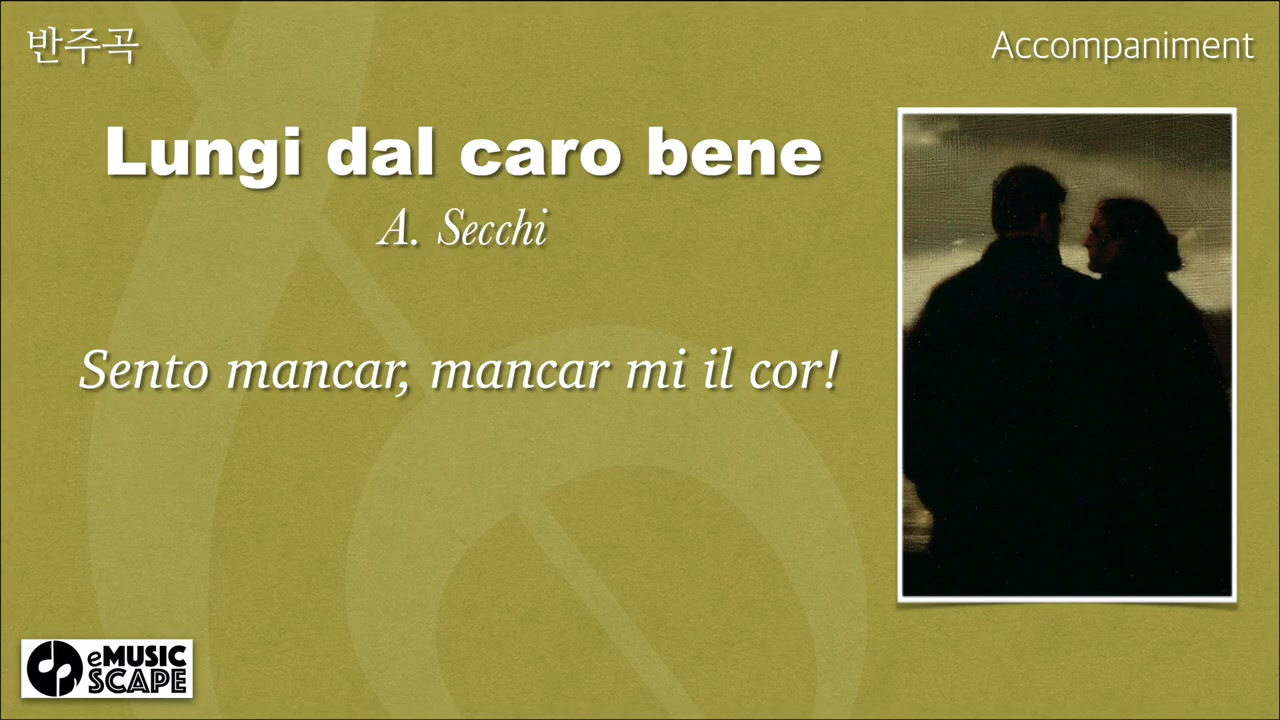 반주곡
Accompaniment
Lungi dal caro bene
A. Secchi
Sento mancar, mancar mi il cor!
eMUSIC
SCAPE